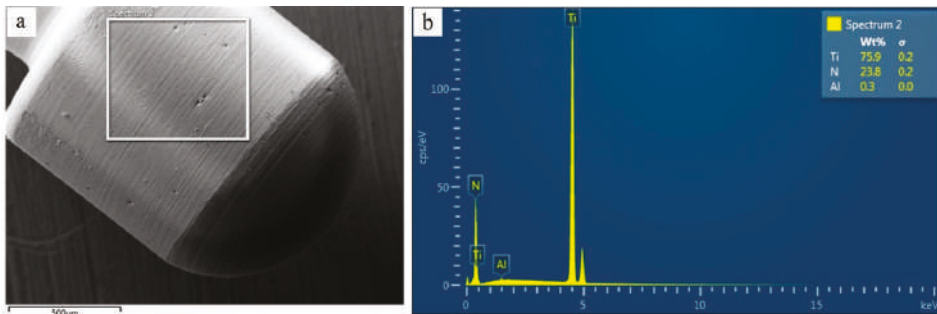 a
Spectrum 2
500µm
b
Spectrum 2
Wt% σ
Ti 75.9 0.2
N 23.8 0.2
Al 0.3 0.0
Ti
N
Ti
Al
cps/eV
100
50
0
0 5 10 15 keV